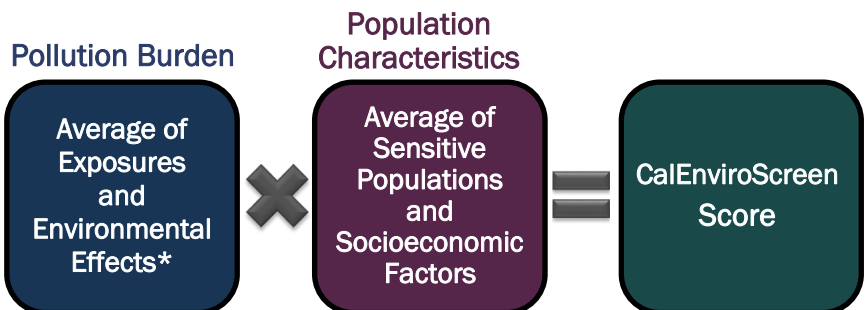 Pollution Burden
Average of
Exposures
and
Environmental
Effects*
Population
Characteristics
Average of
Sensitive
Populations
and
Socioeconomic
Factors
CalEnviroScreen
Score